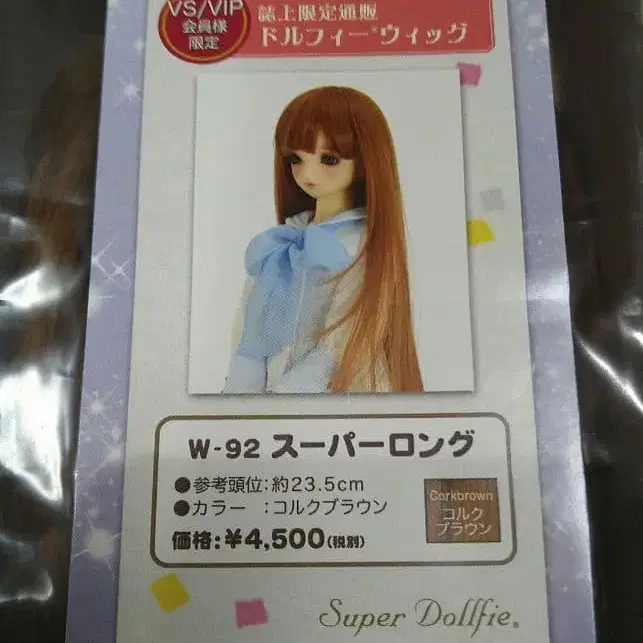 VS/VIP
会員様
限定
誌上限定通販
ドルフィー®ウィッグ
W-92 スーパーロング
●参考頭位:約23.5cm
●カラー :コルクブラウン
価格:¥4,500(税別)
Corkbrown
コルク
ブラウン
Super Dollfie®